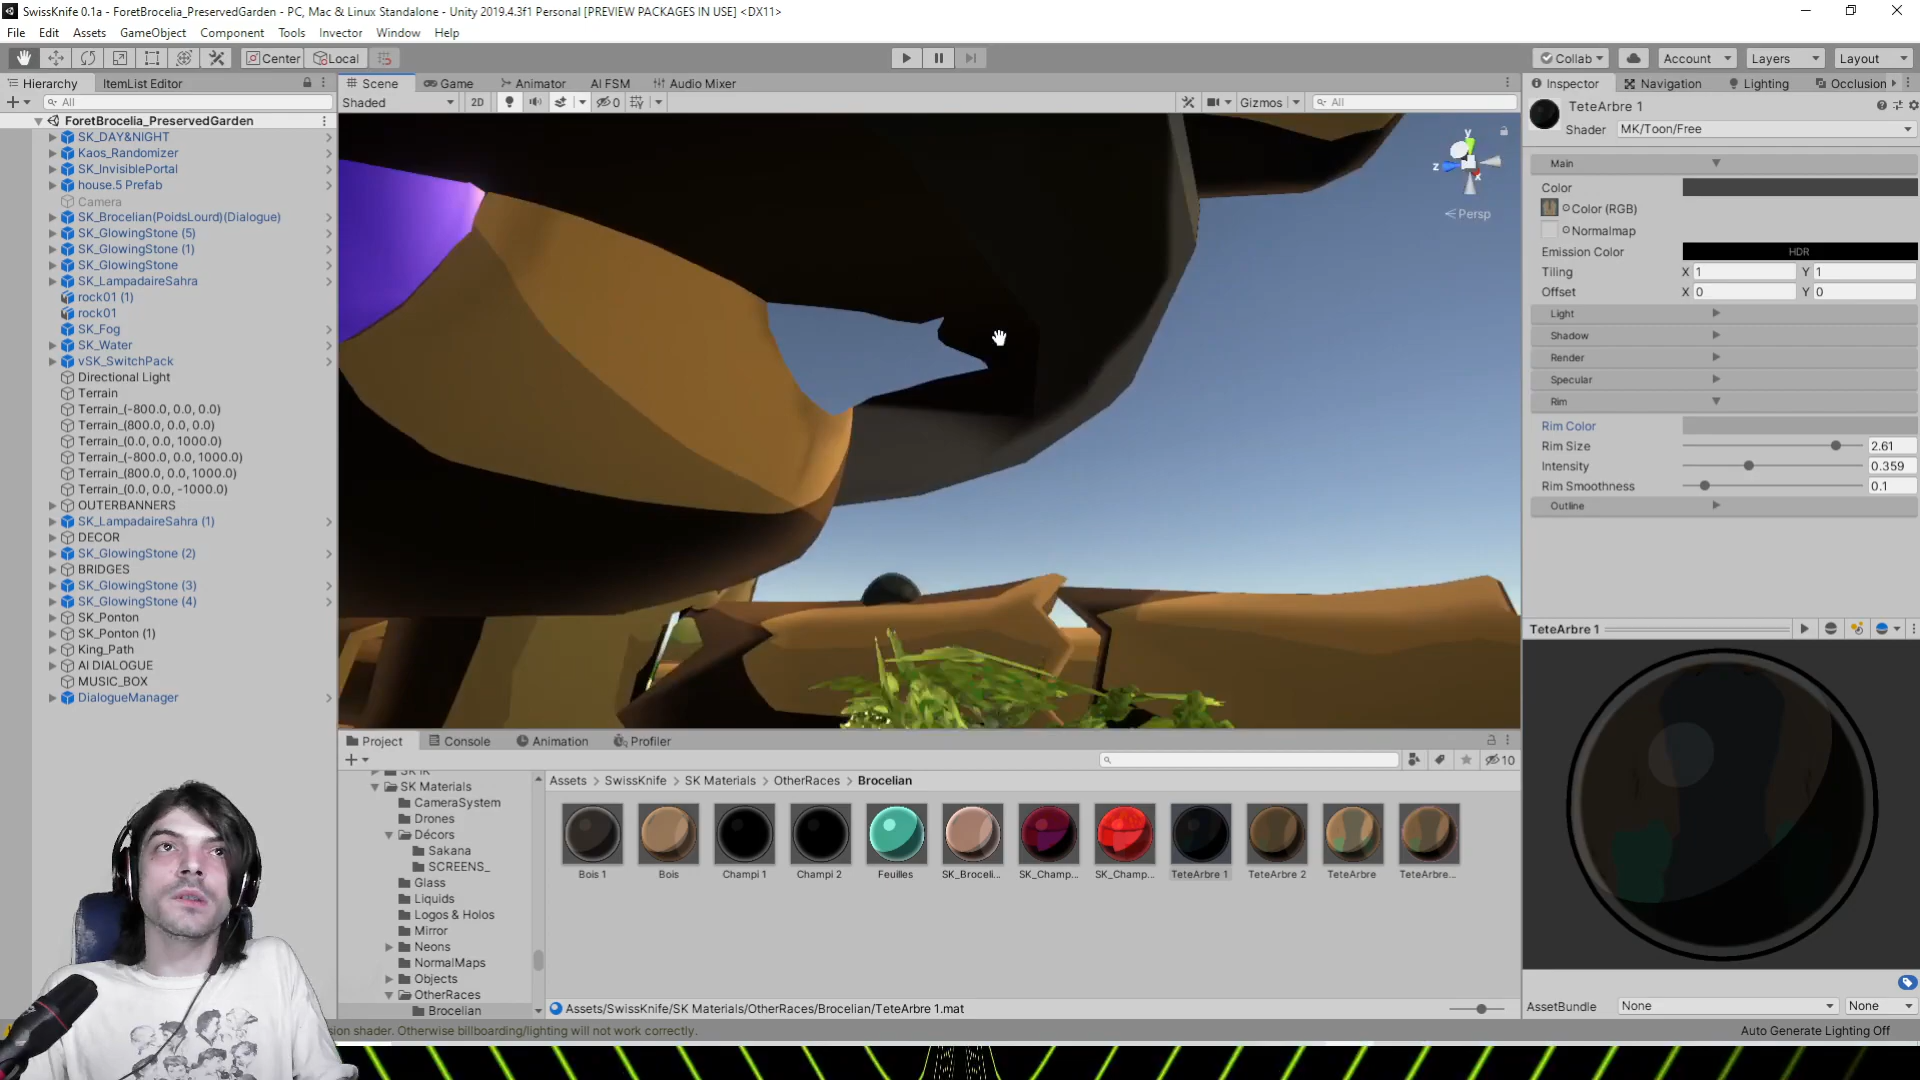 SwissKnife 0.1a - ForetBrocelia_PreservedGarden - PC, Mac & Linux Standalone - Unity 2019.4.3f1 Personal [PREVIEW PACKAGES IN USE] <DX11>
File Edit Assets GameObject Component Tools Invector Window Help
Center Local Collab Account Layers Layout
Hierarchy ItemList Editor
All
ForetBrocelia_PreservedGarden
SK_DAY&NIGHT
Kaos_Randomizer
SK_InvisiblePortal
house.5 Prefab
Camera
SK_Brocelian(PoidsLourd)(Dialogue)
SK_GlowingStone (5)
SK_GlowingStone (1)
SK_GlowingStone
SK_LampadaireSahra
rock01 (1)
rock01
SK_Fog
SK_Water
vSK_SwitchPack
Directional Light
Terrain
Terrain_(-800.0, 0.0, 0.0)
Terrain_(800.0, 0.0, 0.0)
Terrain_(0.0, 0.0, 1000.0)
Terrain_(-800.0, 0.0, 1000.0)
Terrain_(800.0, 0.0, 1000.0)
Terrain_(0.0, 0.0, -1000.0)
OUTERBANNERS
SK_LampadaireSahra (1)
DECOR
SK_GlowingStone (2)
BRIDGES
SK_GlowingStone (3)
SK_GlowingStone (4)
SK_Ponton
SK_Ponton (1)
King_Path
AI DIALOGUE
MUSIC_BOX
DialogueManager
Scene Game Animator AI FSM Audio Mixer
Shaded 2D 0 Gizmos All
y
z
x
Persp
Project Console Animation Profiler
10
SK Materials
CameraSystem
Drones
Décors
Sakana
SCREENS_
Glass
Liquids
Logos & Holos
Mirror
Neons
NormalMaps
Objects
OtherRaces
Brocelian
Assets > SwissKnife > SK Materials > OtherRaces > Brocelian
Bois 1 Bois Champi 1 Champi 2 Feuilles SK_Broceli... SK_Champ... SK_Champ... TeteArbre 1 TeteArbre 2 TeteArbre TeteArbre...
Assets/SwissKnife/SK Materials/OtherRaces/Brocelian/TeteArbre 1.mat
Inspector Navigation Lighting Occlusion
TeteArbre 1
Shader MK/Toon/Free
Main
Color
Color (RGB)
Normalmap
Emission Color HDR
Tiling X 1 Y 1
Offset X 0 Y 0
Light
Shadow
Render
Specular
Rim
Rim Color
Rim Size 2.61
Intensity 0.359
Rim Smoothness 0.1
Outline
TeteArbre 1
AssetBundle None None
sion shader. Otherwise billboarding/lighting will not work correctly.
Auto Generate Lighting Off